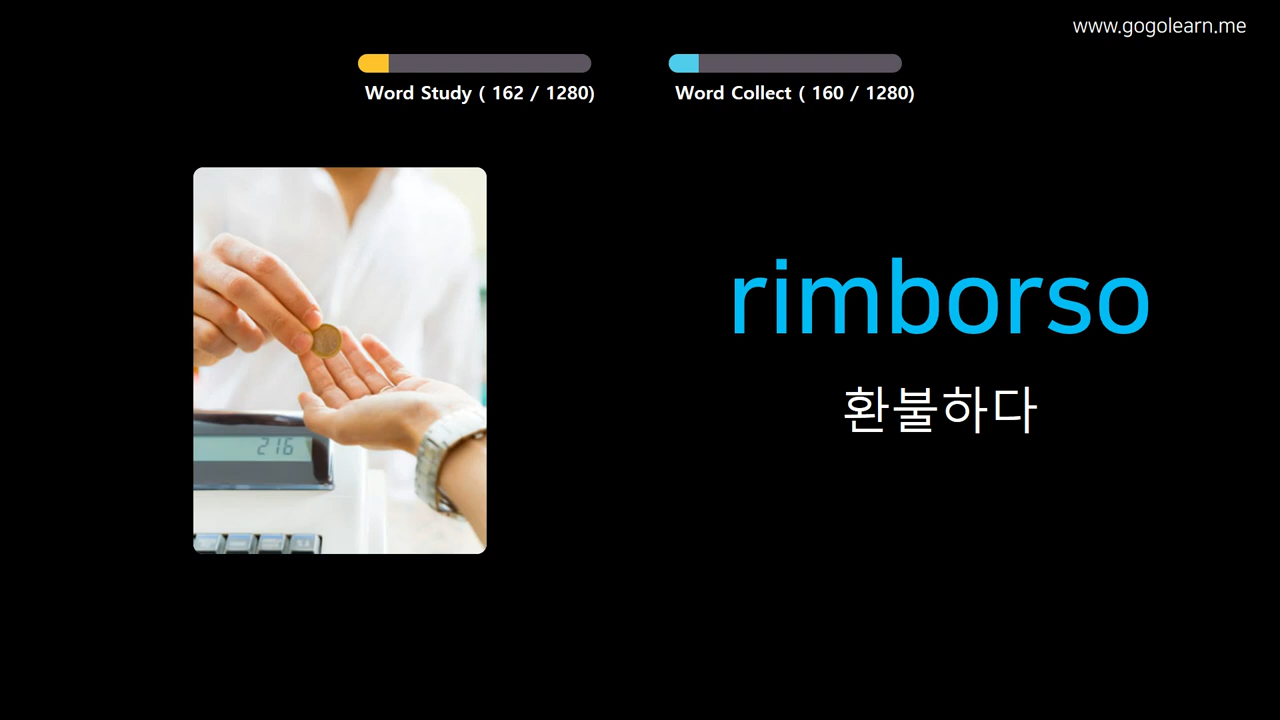 www.gogolearn.me
Word Study ( 162 / 1280)
Word Collect ( 160 / 1280)
rimborso
환불하다
216